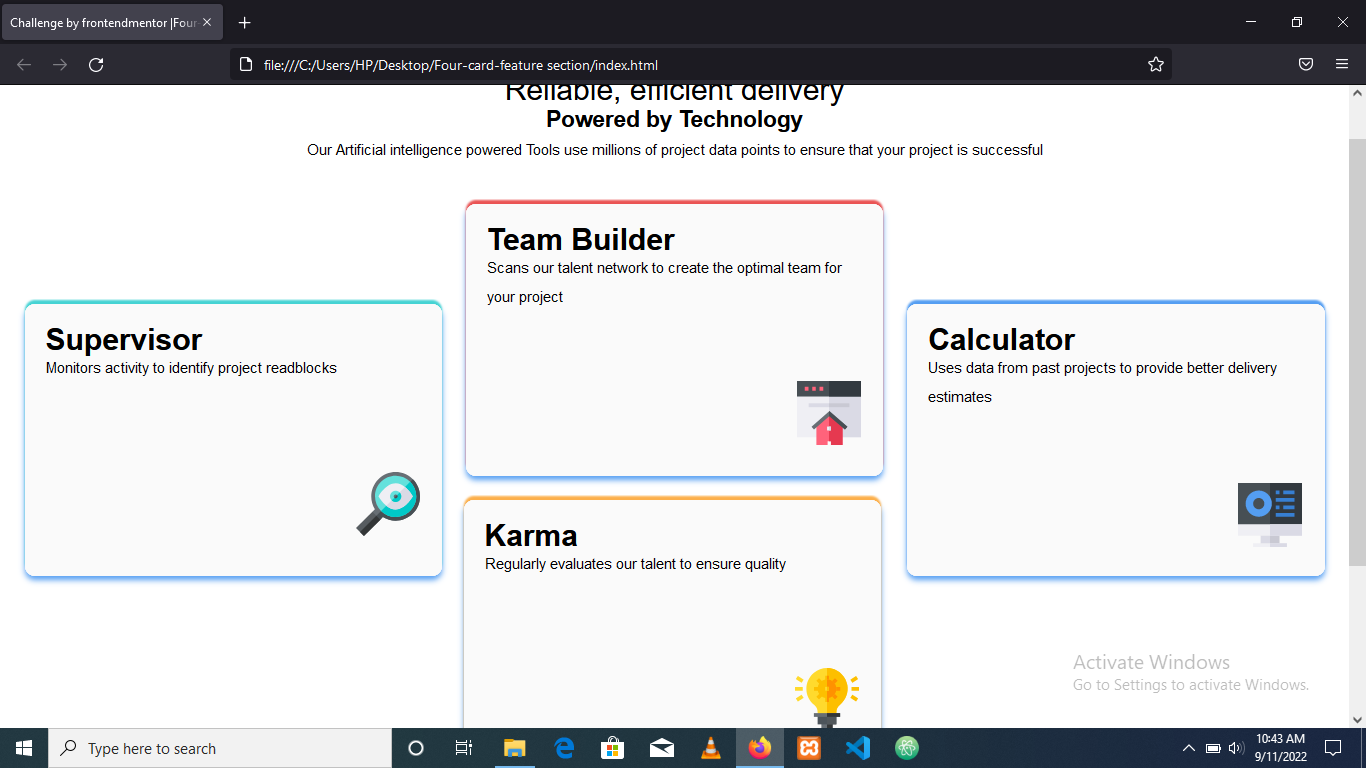 Challenge by frontendmentor |Four-
file:///C:/Users/HP/Desktop/Four-card-feature section/index.html
Reliable, efficient delivery
Powered by Technology
Our Artificial intelligence powered Tools use millions of project data points to ensure that your project is successful
Team Builder
Scans our talent network to create the optimal team for
your project
Supervisor
Monitors activity to identify project readblocks
Calculator
Uses data from past projects to provide better delivery
estimates
Karma
Regularly evaluates our talent to ensure quality
Activate Windows
Go to Settings to activate Windows.
Type here to search
10:43 AM
9/11/2022